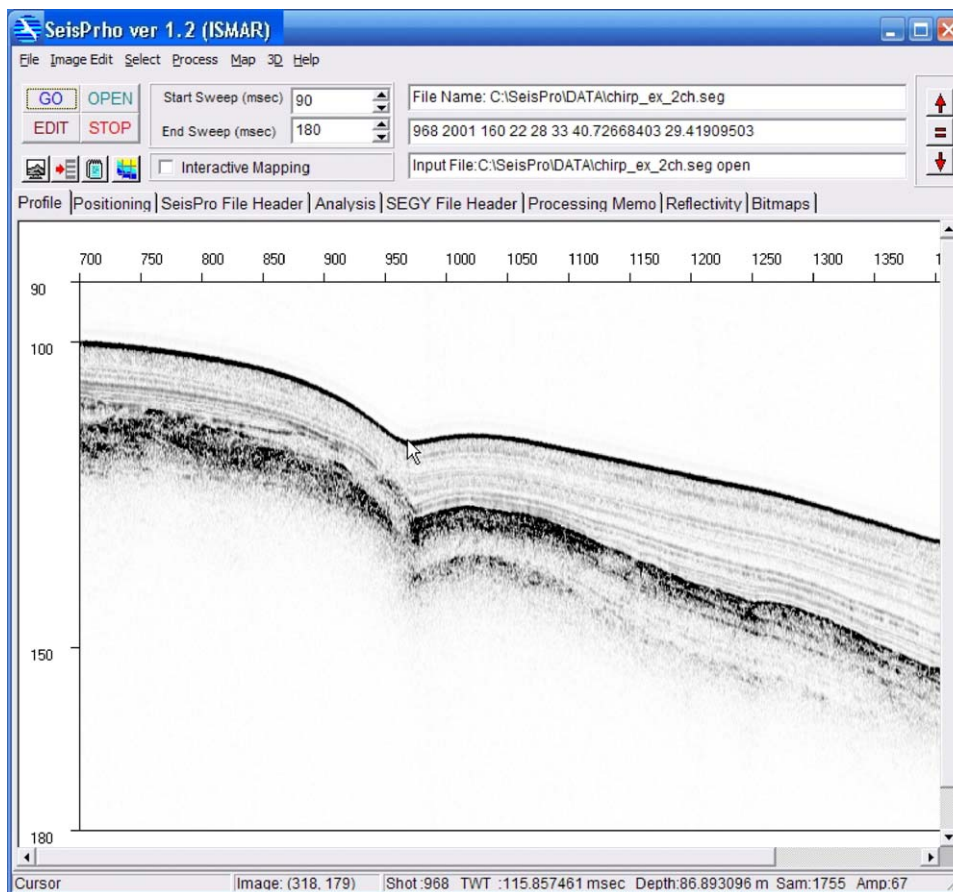 SeisPrho ver 1.2 (ISMAR)
File Image Edit Select Process Map 3D Help
GO OPEN Start Sweep (msec) 90 File Name: C:\SeisPro\DATA\chirp_ex_2ch.seg
EDIT STOP End Sweep (msec) 180 968 2001 160 22 28 33 40.72668403 29.41909503
Interactive Mapping Input File:C:\SeisPro\DATA\chirp_ex_2ch.seg open
Profile Positioning SeisPro File Header Analysis SEGY File Header Processing Memo Reflectivity Bitmaps
700 750 800 850 900 950 1000 1050 1100 1150 1200 1250 1300 1350
90
100
150
180
Cursor Image: (318, 179) Shot:968 TWT :115.857461 msec Depth:86.893096 m Sam:1755 Amp:67